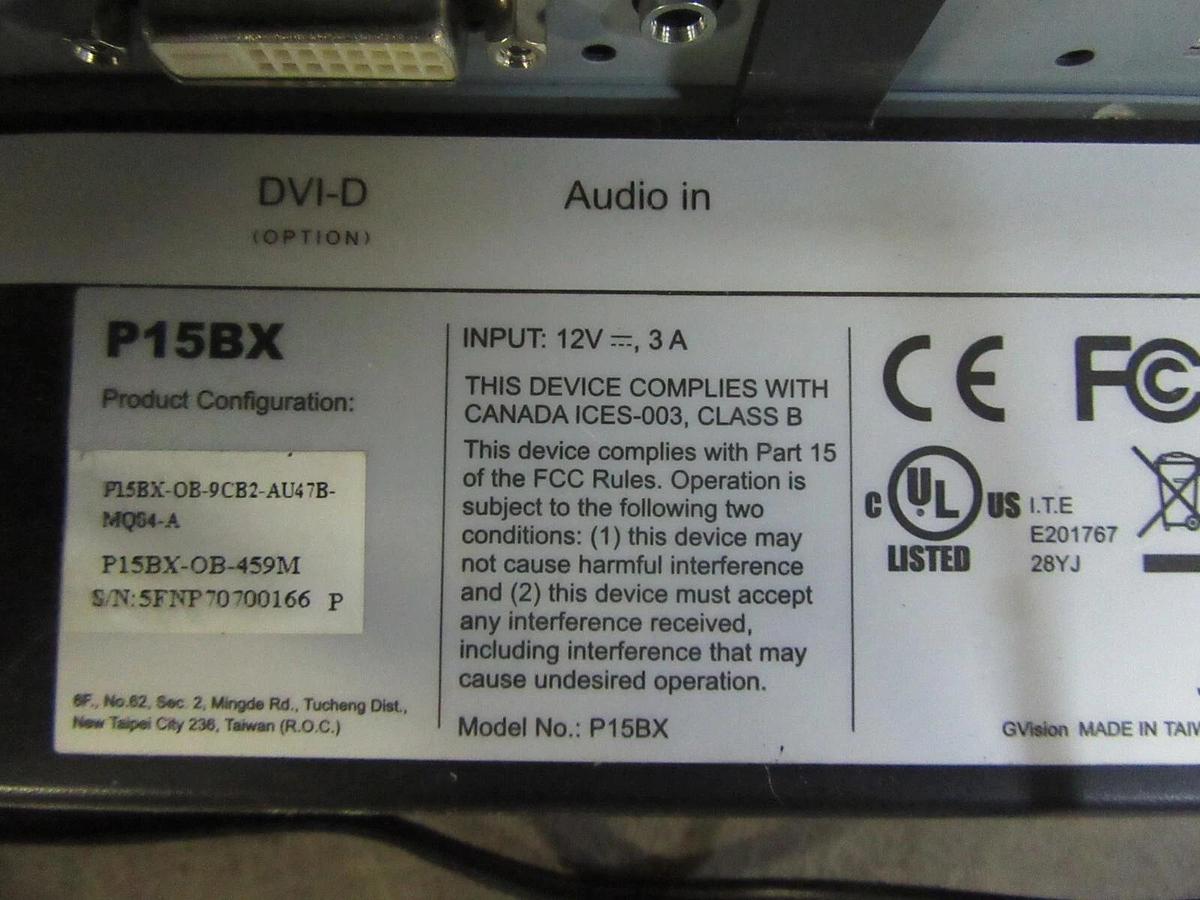 DVI-D
Audio in
(OPTION)
P15BX
Product Configuration:
P15BX-OB-9CB2-AU47B-
MQS4-A
P15BX-OB-459M
S/N:5FNP70700166 P
6F., No.62, Sec. 2, Mingde Rd., Tucheng Dist.,
New Taipei City 236, Taiwan (R.O.C.)
INPUT: 12V ⎓, 3 A
THIS DEVICE COMPLIES WITH
CANADA ICES-003, CLASS B
This device complies with Part 15
of the FCC Rules. Operation is
subject to the following two
conditions: (1) this device may
not cause harmful interference
and (2) this device must accept
any interference received,
including interference that may
cause undesired operation.
Model No.: P15BX
CE FC
C UL US
LISTED
I.T.E
E201767
28YJ
GVision MADE IN